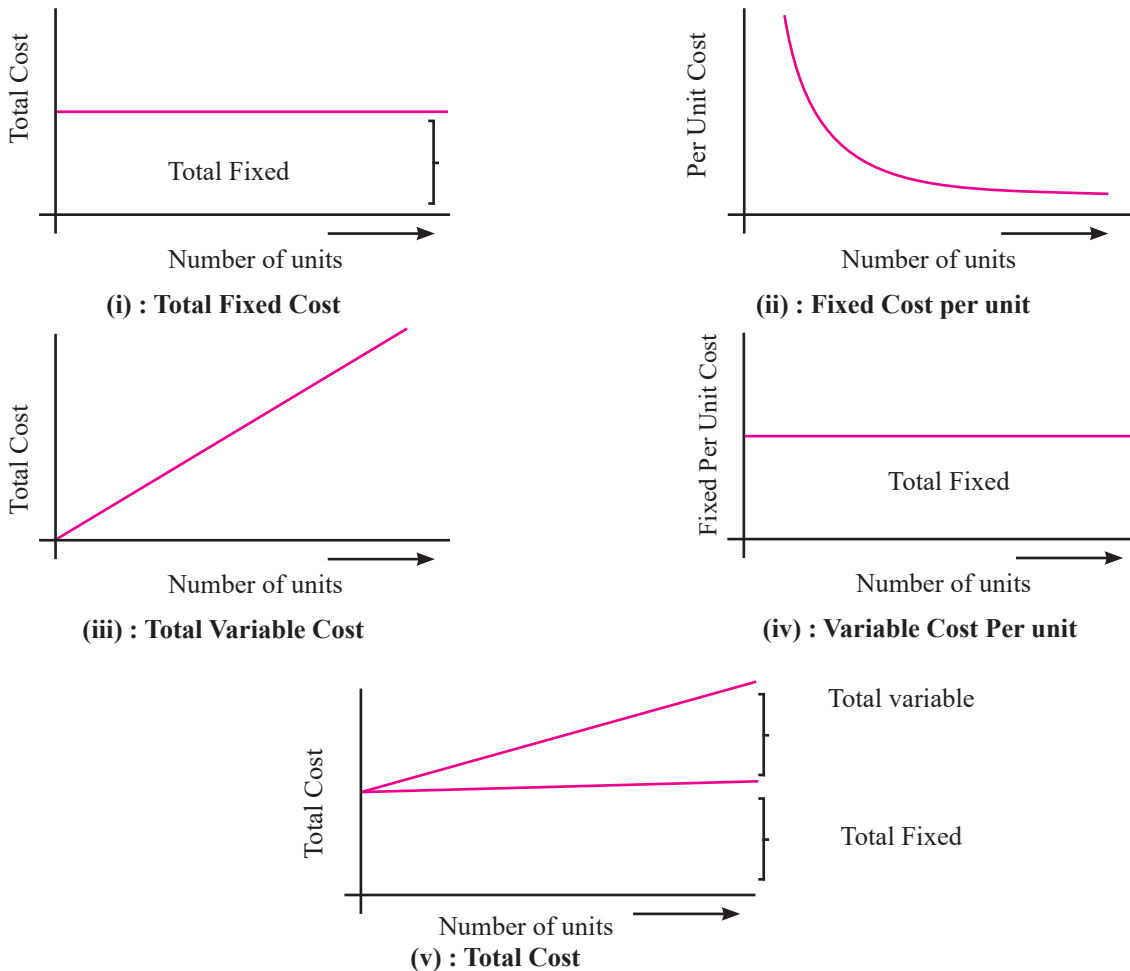 Total Cost
Total Fixed
Number of units
(i) : Total Fixed Cost
Per Unit Cost
Number of units
(ii) : Fixed Cost per unit
Total Cost
Number of units
(iii) : Total Variable Cost
Fixed Per Unit Cost
Total Fixed
Number of units
(iv) : Variable Cost Per unit
Total Cost
Total variable
Total Fixed
Number of units
(v) : Total Cost